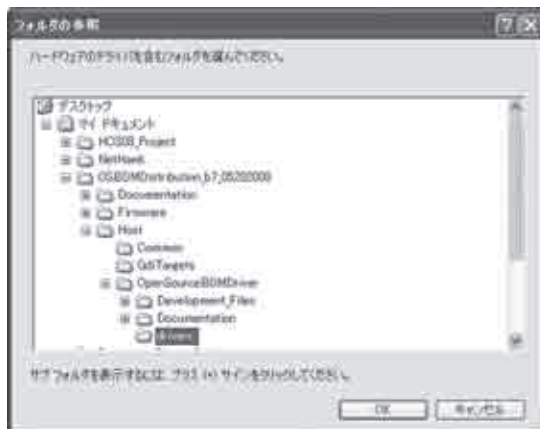 フォルダの参照
ハードウェアのドライバを含むフォルダを選んでください。
デスクトップ
マイ ドキュメント
HCS08_Project
OSBDMDistribution_b7_05202009
Documentation
Firmware
Host
Common
GdiTargets
OpenSourceBDMDriver
Development_Files
Documentation
drivers
サブフォルダを表示するには、プラス (+) サインをクリックしてください。
OK
キャンセル